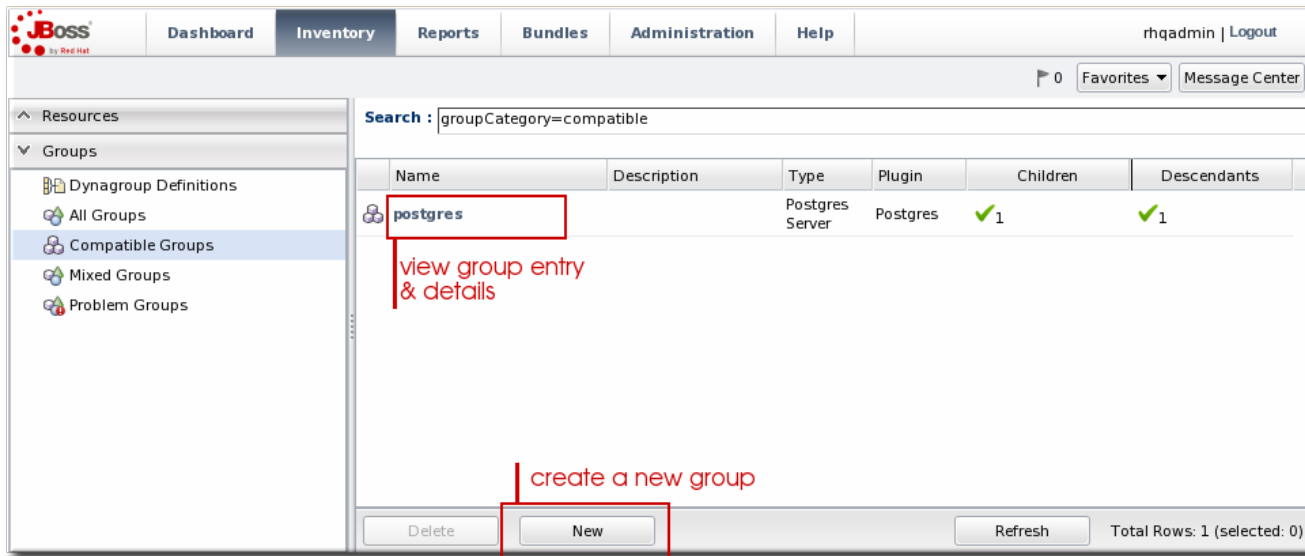 JBoss
by Red Hat
Dashboard Inventory Reports Bundles Administration Help rhqadmin | Logout
0 Favorites Message Center
Resources
Groups
Dynagroup Definitions
All Groups
Compatible Groups
Mixed Groups
Problem Groups
Search : groupCategory=compatible
Name Description Type Plugin Children Descendants
postgres Postgres Server Postgres 1 1
view group entry
& details
create a new group
Delete New Refresh Total Rows: 1 (selected: 0)